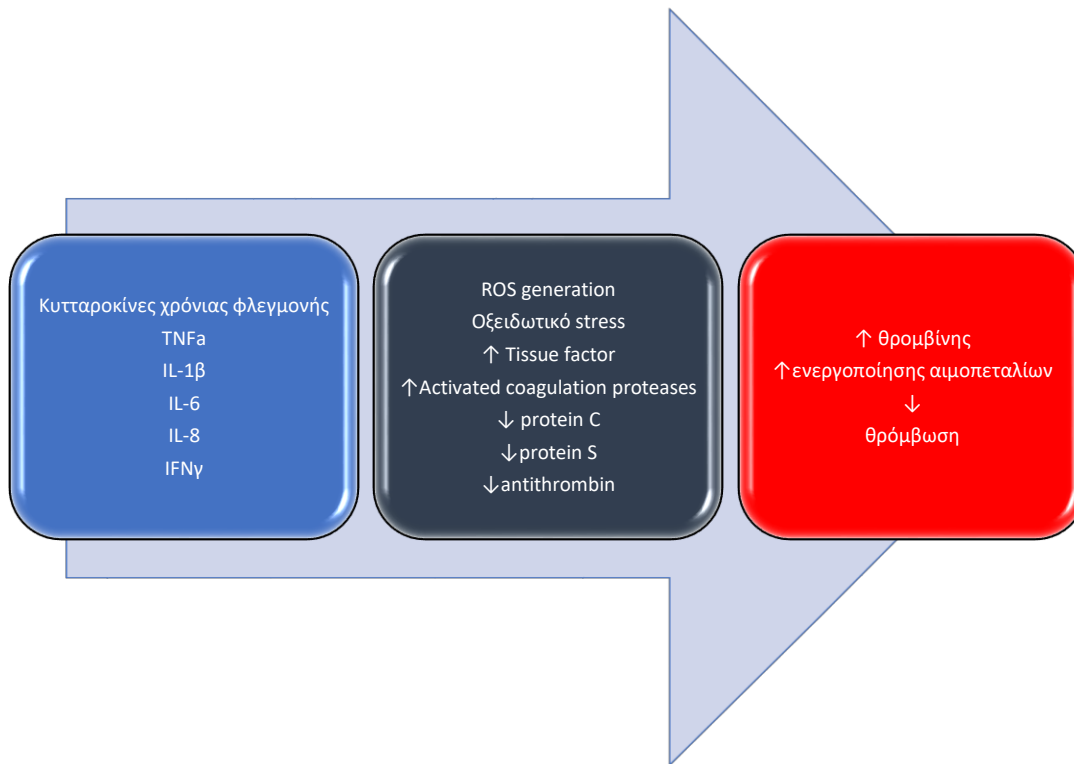 Κυτταροκίνες χρόνιας φλεγμονής
TNFa
IL-1β
IL-6
IL-8
IFNγ
ROS generation
Οξειδωτικό stress
↑ Tissue factor
↑Activated coagulation proteases
↓ protein C
↓protein S
↓antithrombin
↑ θρομβίνης
↑ενεργοποίησης αιμοπεταλίων
↓
θρόμβωση